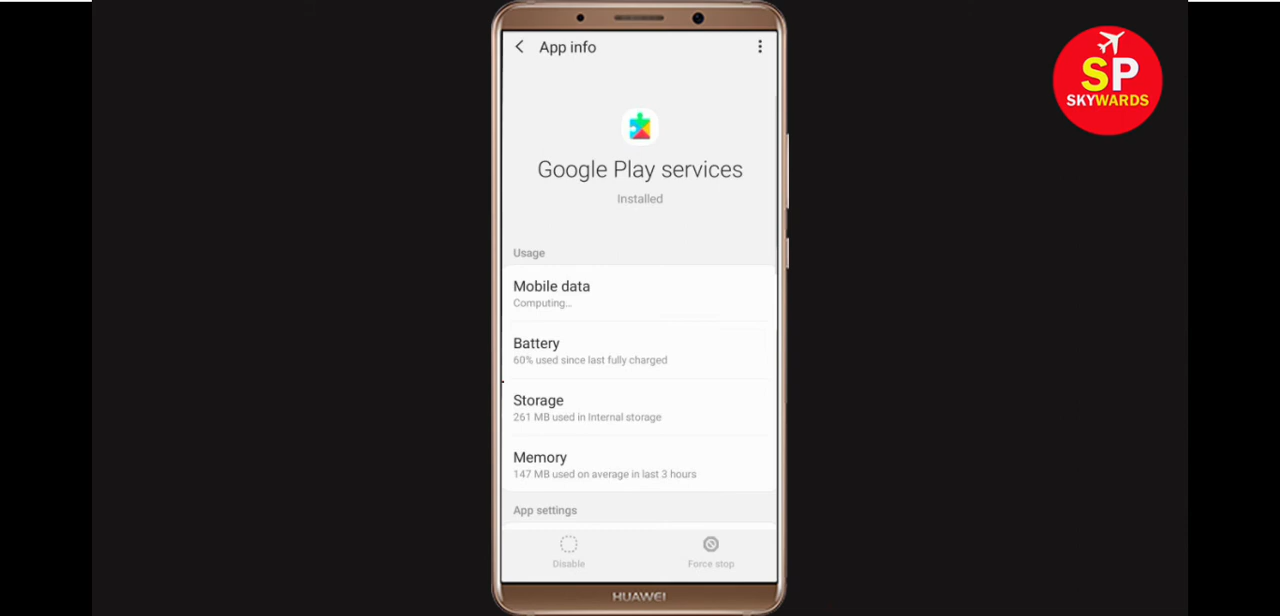 App info
SP
SKYWARDS
Google Play services
Installed
Usage
Mobile data
Computing...
Battery
60% used since last fully charged
Storage
261 MB used in Internal storage
Memory
147 MB used on average in last 3 hours
App settings
Disable
Force stop
HUAWEI